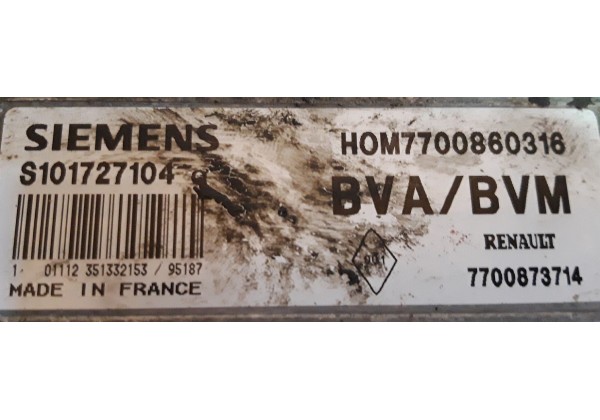 SIEMENS
HOM7700860316
S101727104
BVA/BVM
RENAULT
1 01112 351332153 / 95187
7700873714
MADE IN FRANCE